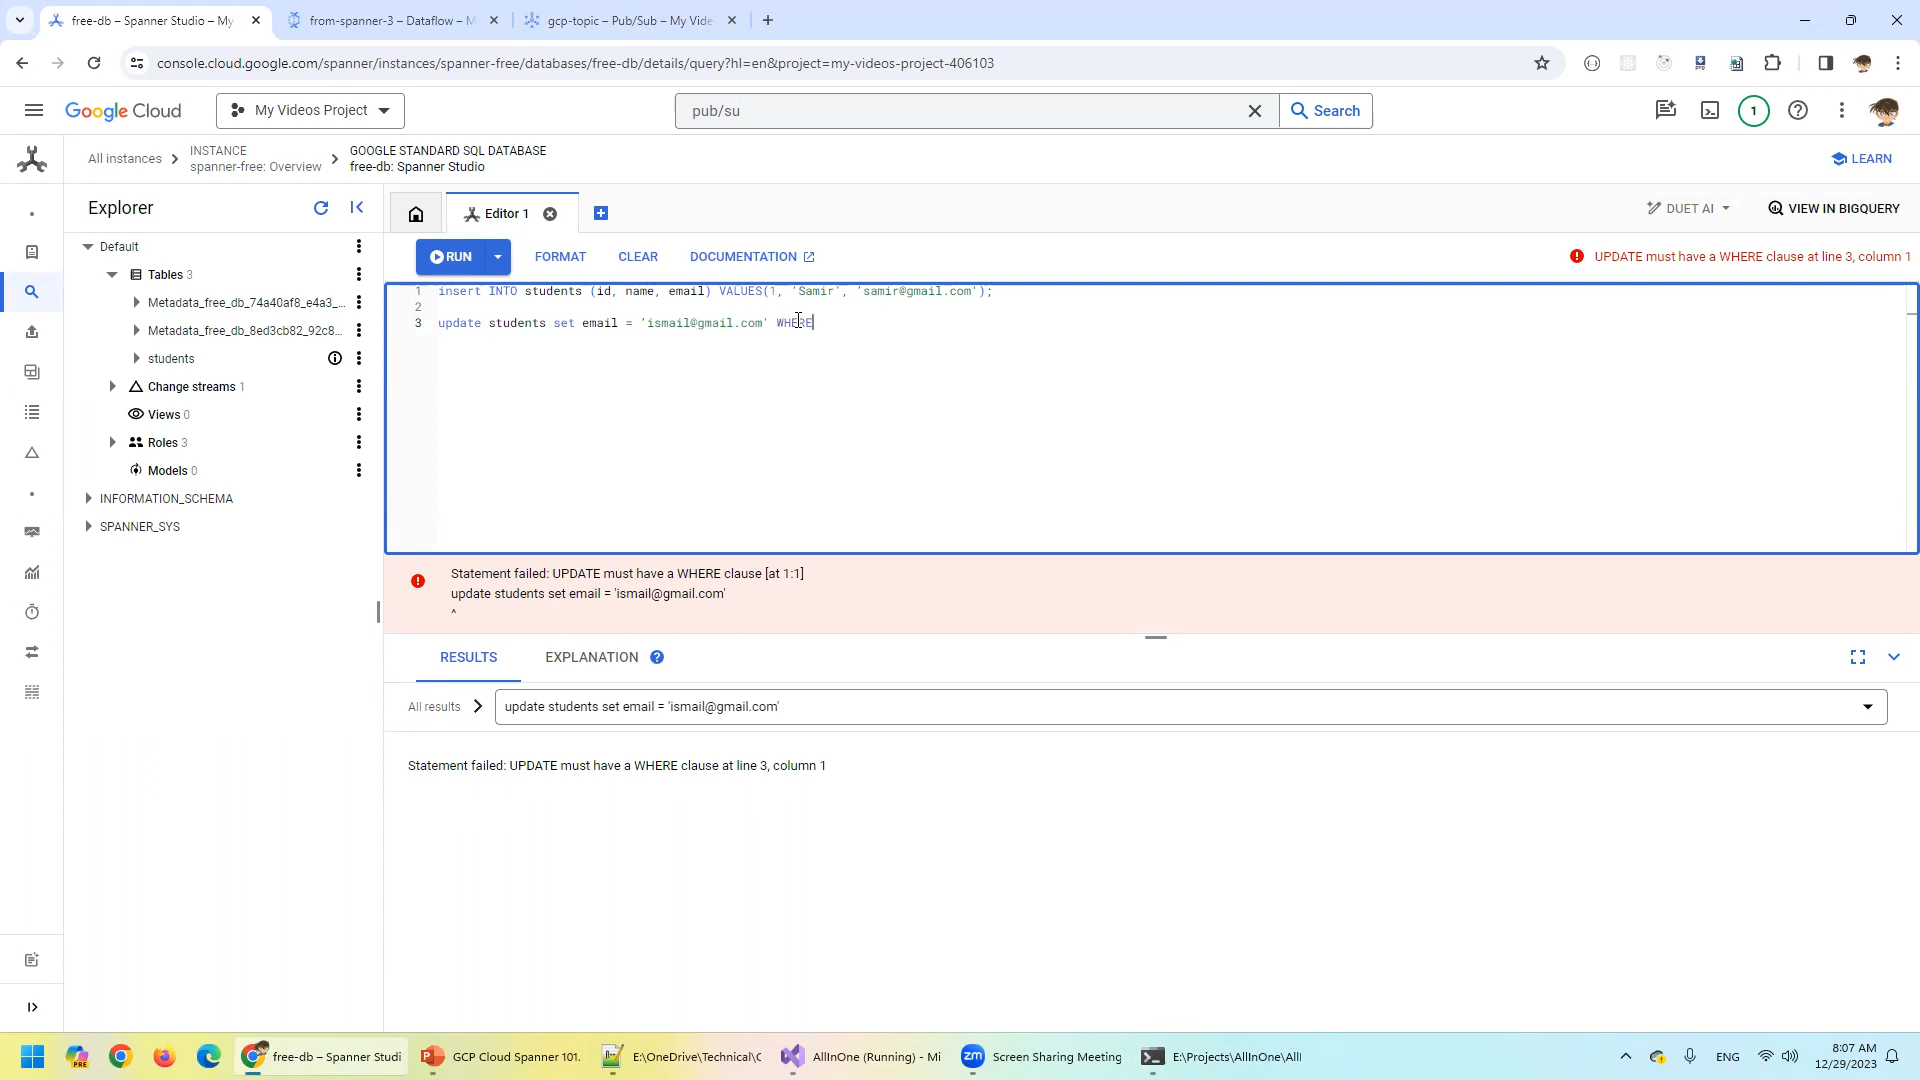 free-db – Spanner Studio – My
from-spanner-3 – Dataflow – M
gcp-topic – Pub/Sub – My Vide
console.cloud.google.com/spanner/instances/spanner-free/databases/free-db/details/query?hl=en&project=my-videos-project-406103
Google Cloud
My Videos Project
pub/su
Search
1
All instances
INSTANCE
spanner-free: Overview
GOOGLE STANDARD SQL DATABASE
free-db: Spanner Studio
LEARN
Explorer
Editor 1
DUET AI
VIEW IN BIGQUERY
RUN
FORMAT
CLEAR
DOCUMENTATION
UPDATE must have a WHERE clause at line 3, column 1
Default
Tables 3
Metadata_free_db_74a40af8_e4a3_...
Metadata_free_db_8ed3cb82_92c8...
students
Change streams 1
Views 0
Roles 3
Models 0
INFORMATION_SCHEMA
SPANNER_SYS
1 insert INTO students (id, name, email) VALUES(1, 'Samir', 'samir@gmail.com');
2
3 update students set email = 'ismail@gmail.com' WHERE
Statement failed: UPDATE must have a WHERE clause [at 1:1]
update students set email = 'ismail@gmail.com'
^
RESULTS
EXPLANATION
All results
update students set email = 'ismail@gmail.com'
Statement failed: UPDATE must have a WHERE clause at line 3, column 1
PRE
free-db – Spanner Studi
GCP Cloud Spanner 101.
E:\OneDrive\Technical\C
AllInOne (Running) - Mi
zm
Screen Sharing Meeting
E:\Projects\AllInOne\AllI
ENG
8:07 AM
12/29/2023